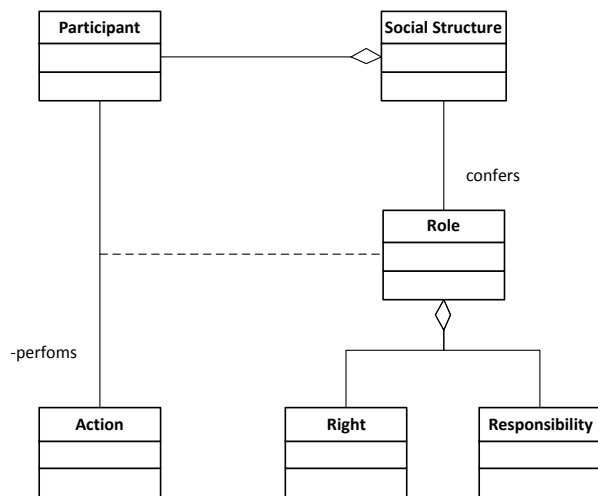 Participant
Social Structure
confers
Role
-perfoms
Action
Right
Responsibility